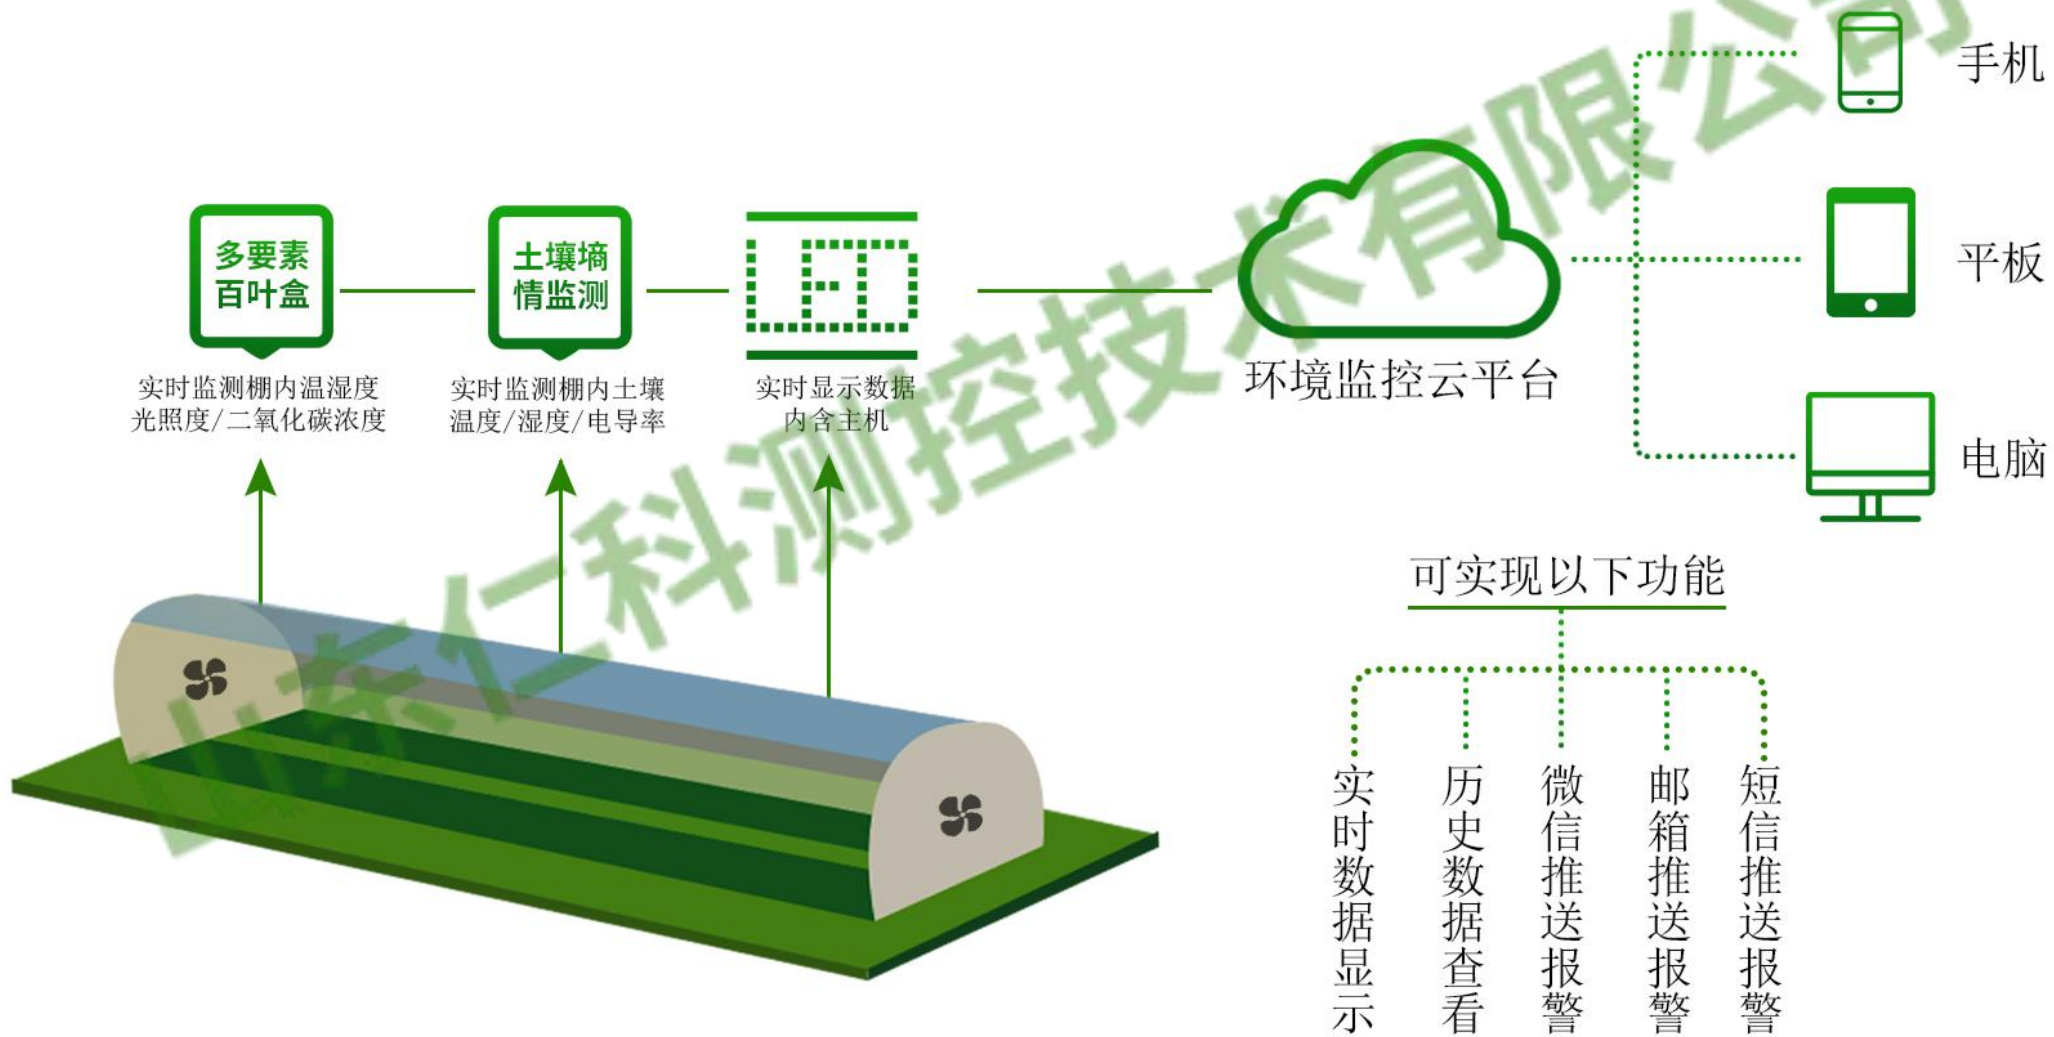 山东仁科测控技术有限公司
多要素
百叶盒
实时监测棚内温湿度
光照度/二氧化碳浓度
土壤墒
情监测
实时监测棚内土壤
温度/湿度/电导率
LED
实时显示数据
内含主机
环境监控云平台
手机
平板
电脑
可实现以下功能
实时数据显示
历史数据查看
微信推送报警
邮箱推送报警
短信推送报警